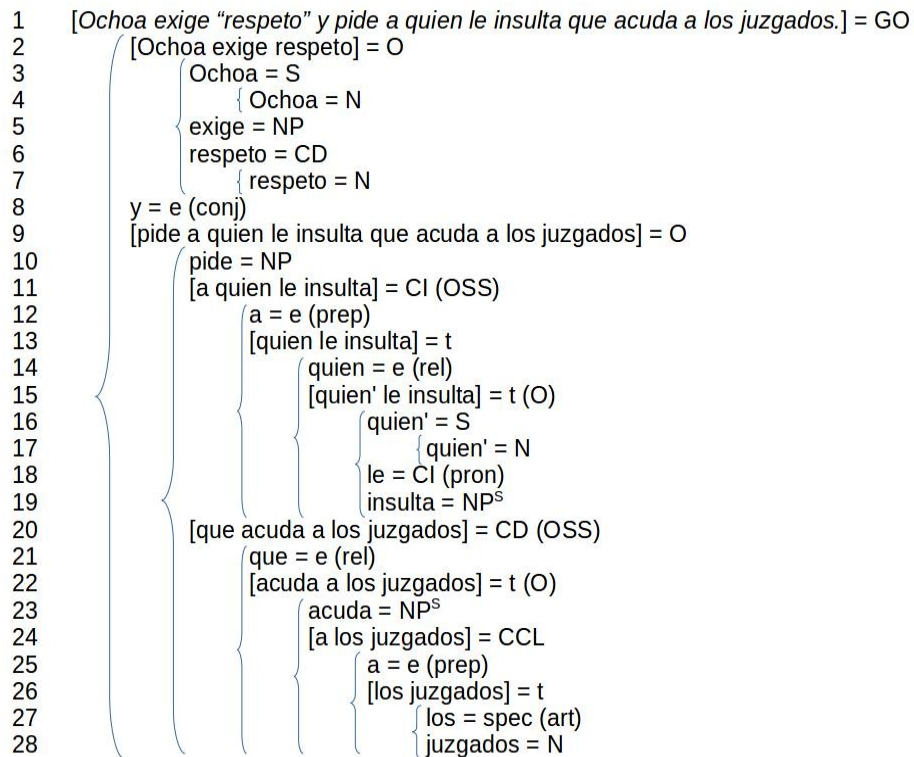 1 [Ochoa exige “respeto” y pide a quien le insulta que acuda a los juzgados.] = GO
2 [Ochoa exige respeto] = O
3 Ochoa = S
4 Ochoa = N
5 exige = NP
6 respeto = CD
7 respeto = N
8 y = e (conj)
9 [pide a quien le insulta que acuda a los juzgados] = O
10 pide = NP
11 [a quien le insulta] = CI (OSS)
12 a = e (prep)
13 [quien le insulta] = t
14 quien = e (rel)
15 [quien' le insulta] = t (O)
16 quien' = S
17 quien' = N
18 le = CI (pron)
19 insulta = NPˢ
20 [que acuda a los juzgados] = CD (OSS)
21 que = e (rel)
22 [acuda a los juzgados] = t (O)
23 acuda = NPˢ
24 [a los juzgados] = CCL
25 a = e (prep)
26 [los juzgados] = t
27 los = spec (art)
28 juzgados = N